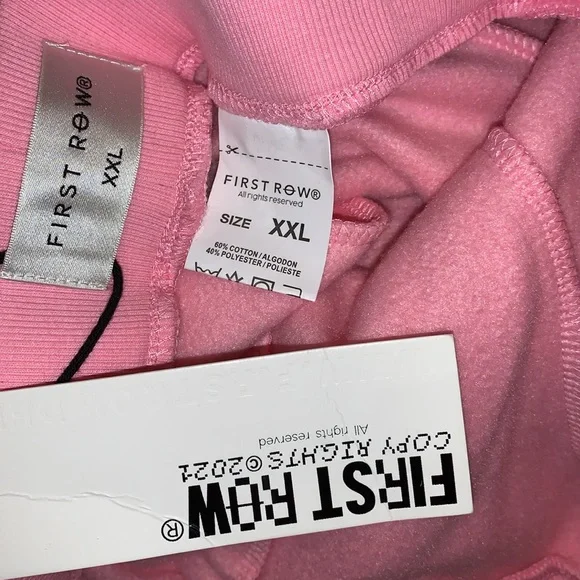 FIRST ROW®
XXL
FIRST ROW®
All rights reserved
SIZE XXL
60% COTTON / ALGODON
40% POLYESTER / POLIESTE
FIRST ROW®
COPY RIGHTS©2021
All rights reserved